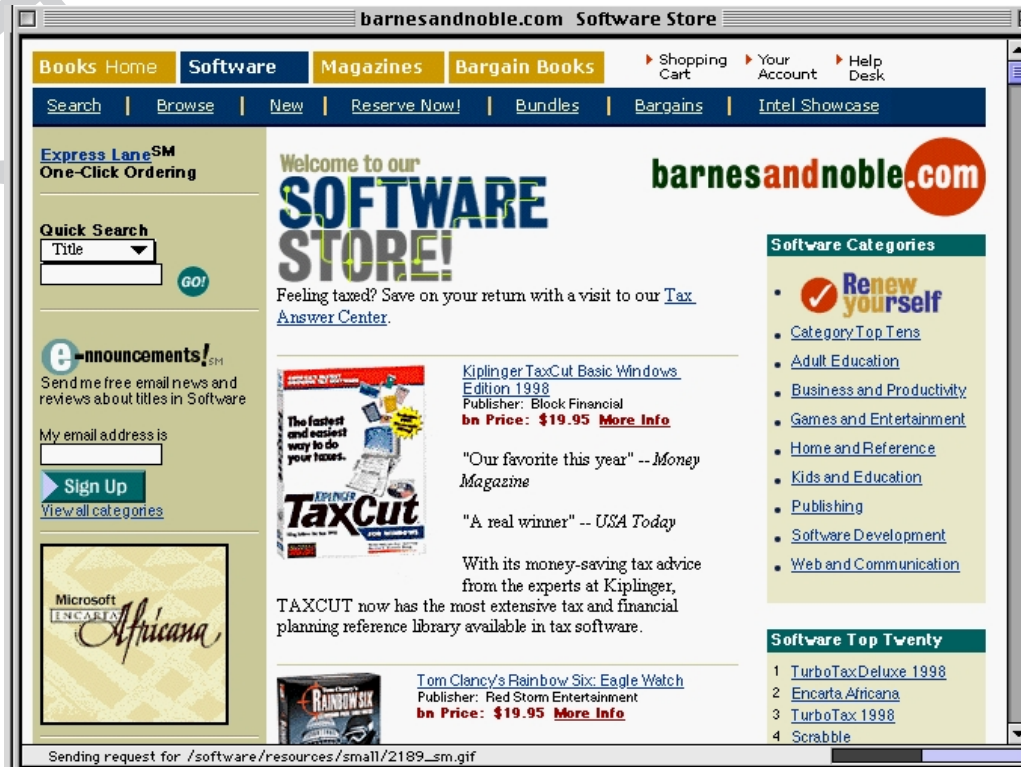 barnesandnoble.com Software Store
Books Home Software Magazines Bargain Books Shopping Cart Your Account Help Desk
Search | Browse | New | Reserve Now! | Bundles | Bargains | Intel Showcase
Express LaneSM
One-Click Ordering
Quick Search
Title
GO!
e-nnouncements!SM
Send me free email news and
reviews about titles in Software
My email address is
Sign Up
View all categories
Microsoft
ENCARTA
Africana
Welcome to our
SOFTWARE
STORE!
barnesandnoble.com
Feeling taxed? Save on your return with a visit to our Tax
Answer Center.
The fastest
and easiest
way to do
your taxes.
KIPLINGER
TaxCut
FOR WINDOWS
Kiplinger TaxCut Basic Windows
Edition 1998
Publisher: Block Financial
bn Price: $19.95 More Info
"Our favorite this year" -- Money
Magazine
"A real winner" -- USA Today
With its money-saving tax advice
from the experts at Kiplinger,
TAXCUT now has the most extensive tax and financial
planning reference library available in tax software.
Tom Clancy's
RAINBOW SIX
Tom Clancy's Rainbow Six: Eagle Watch
Publisher: Red Storm Entertainment
bn Price: $19.95 More Info
Software Categories
Renew
yourself
Category Top Tens
Adult Education
Business and Productivity
Games and Entertainment
Home and Reference
Kids and Education
Publishing
Software Development
Web and Communication
Software Top Twenty
1 TurboTax Deluxe 1998
2 Encarta Africana
3 TurboTax 1998
4 Scrabble
Sending request for /software/resources/small/2189_sm.gif